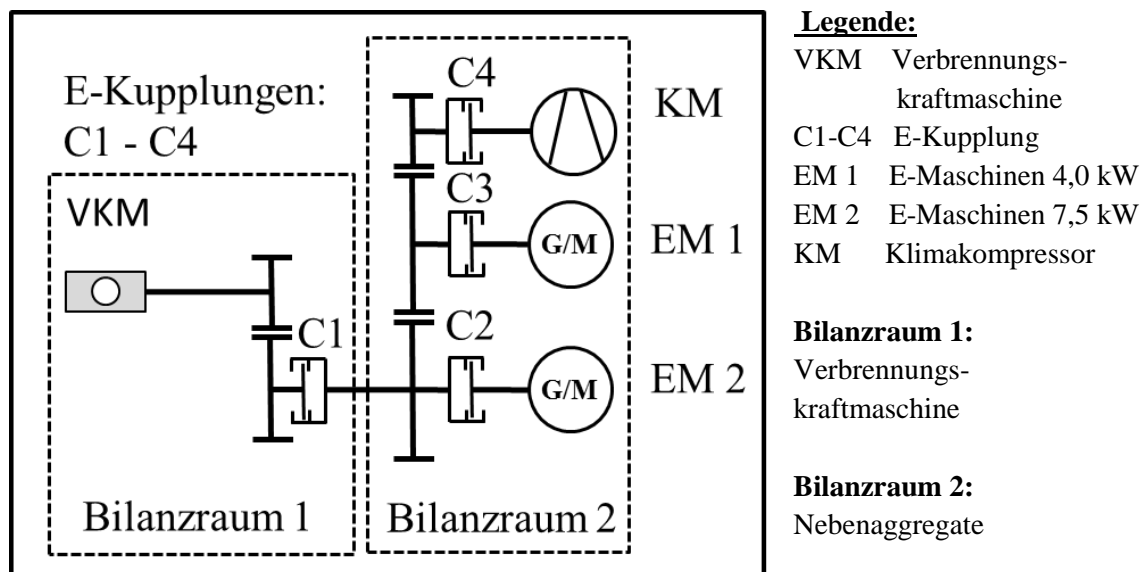 E-Kupplungen:
C1 - C4
VKM
C1
Bilanzraum 1
C4
KM
C3
G/M
EM 1
C2
G/M
EM 2
Bilanzraum 2
Legende:
VKM Verbrennungs-
kraftmaschine
C1-C4 E-Kupplung
EM 1 E-Maschinen 4,0 kW
EM 2 E-Maschinen 7,5 kW
KM Klimakompressor
Bilanzraum 1:
Verbrennungs-
kraftmaschine
Bilanzraum 2:
Nebenaggregate